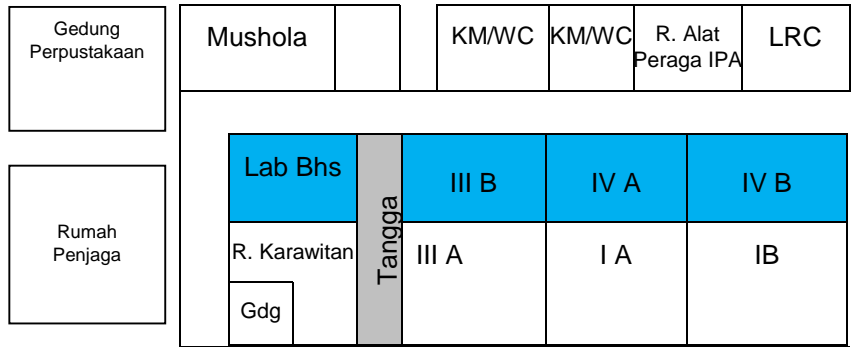 Gedung
Perpustakaan
Mushola
KM/WC
KM/WC
R. Alat
Peraga IPA
LRC
Lab Bhs
Tangga
III B
IV A
IV B
Rumah
Penjaga
R. Karawitan
III A
I A
IB
Gdg